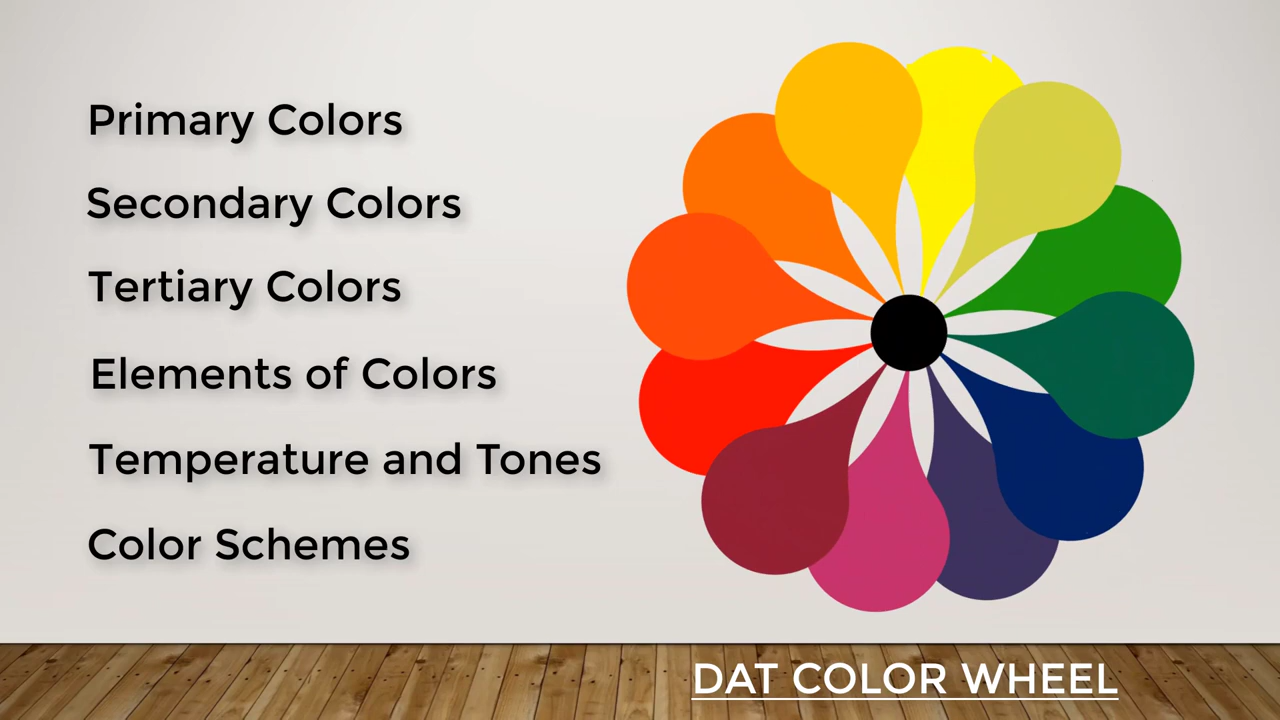 Primary Colors
Secondary Colors
Tertiary Colors
Elements of Colors
Temperature and Tones
Color Schemes
DAT COLOR WHEEL